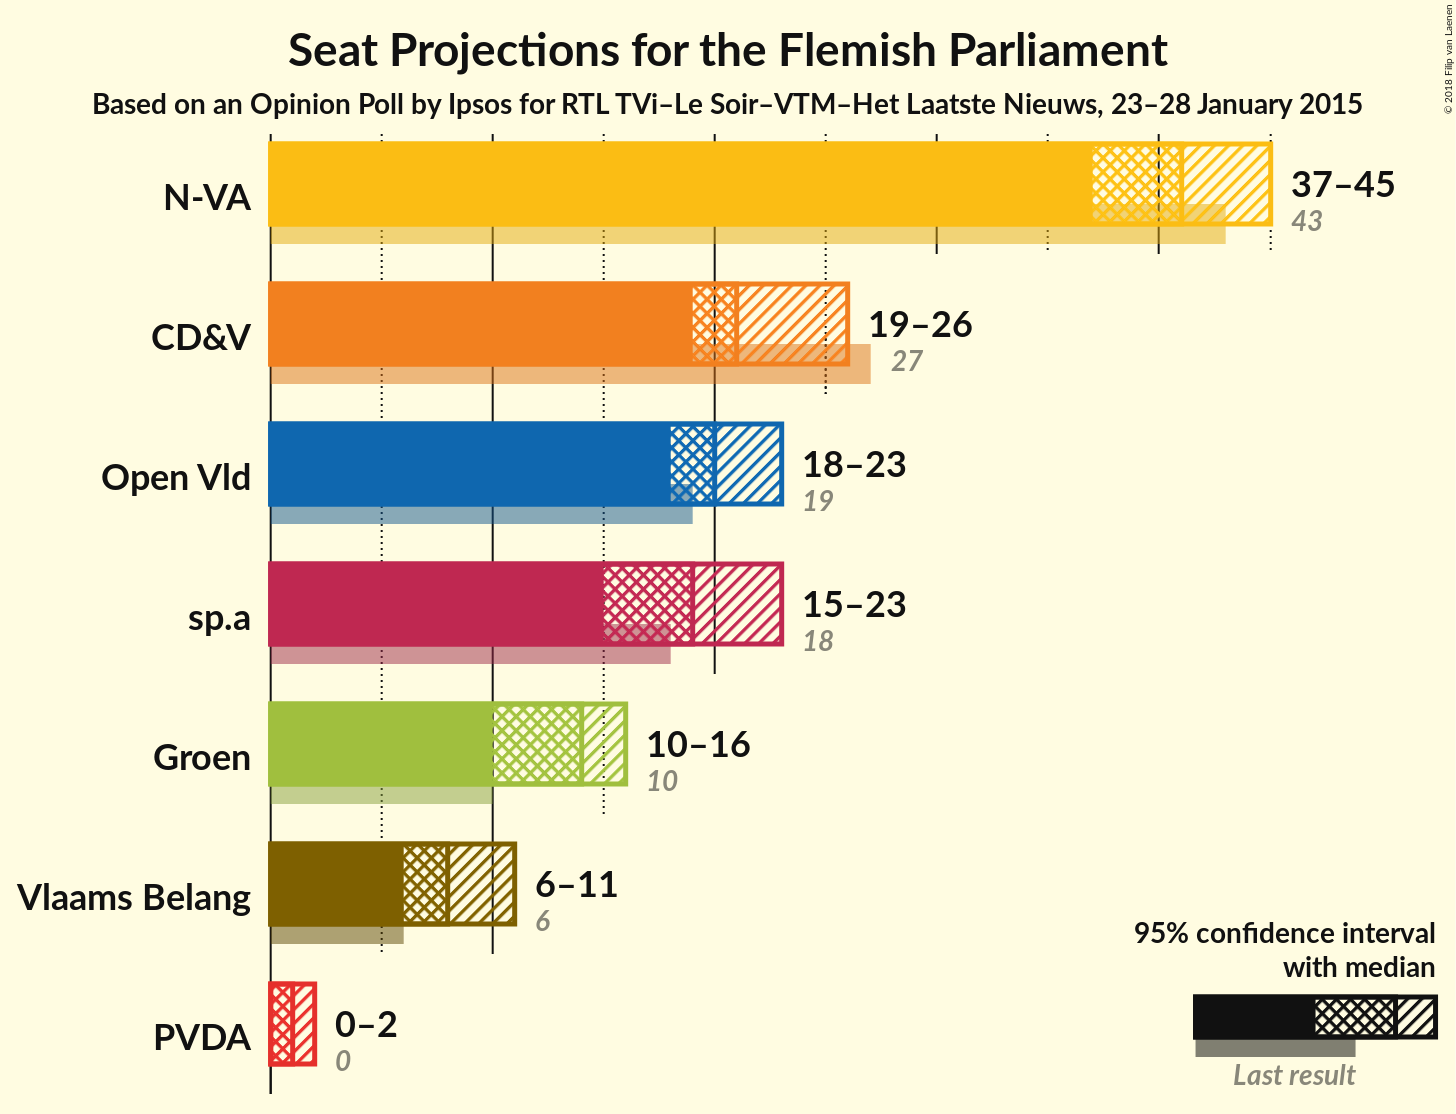 Seat Projections for the Flemish Parliament
Based on an Opinion Poll by Ipsos for RTL TVi–Le Soir–VTM–Het Laatste Nieuws, 23–28 January 2015
© 2018 Filip van Laenen
N-VA
37–45
43
CD&V
19–26
27
Open Vld
18–23
19
sp.a
15–23
18
Groen
10–16
10
Vlaams Belang
6–11
6
PVDA
0–2
0
95% confidence interval
with median
Last result